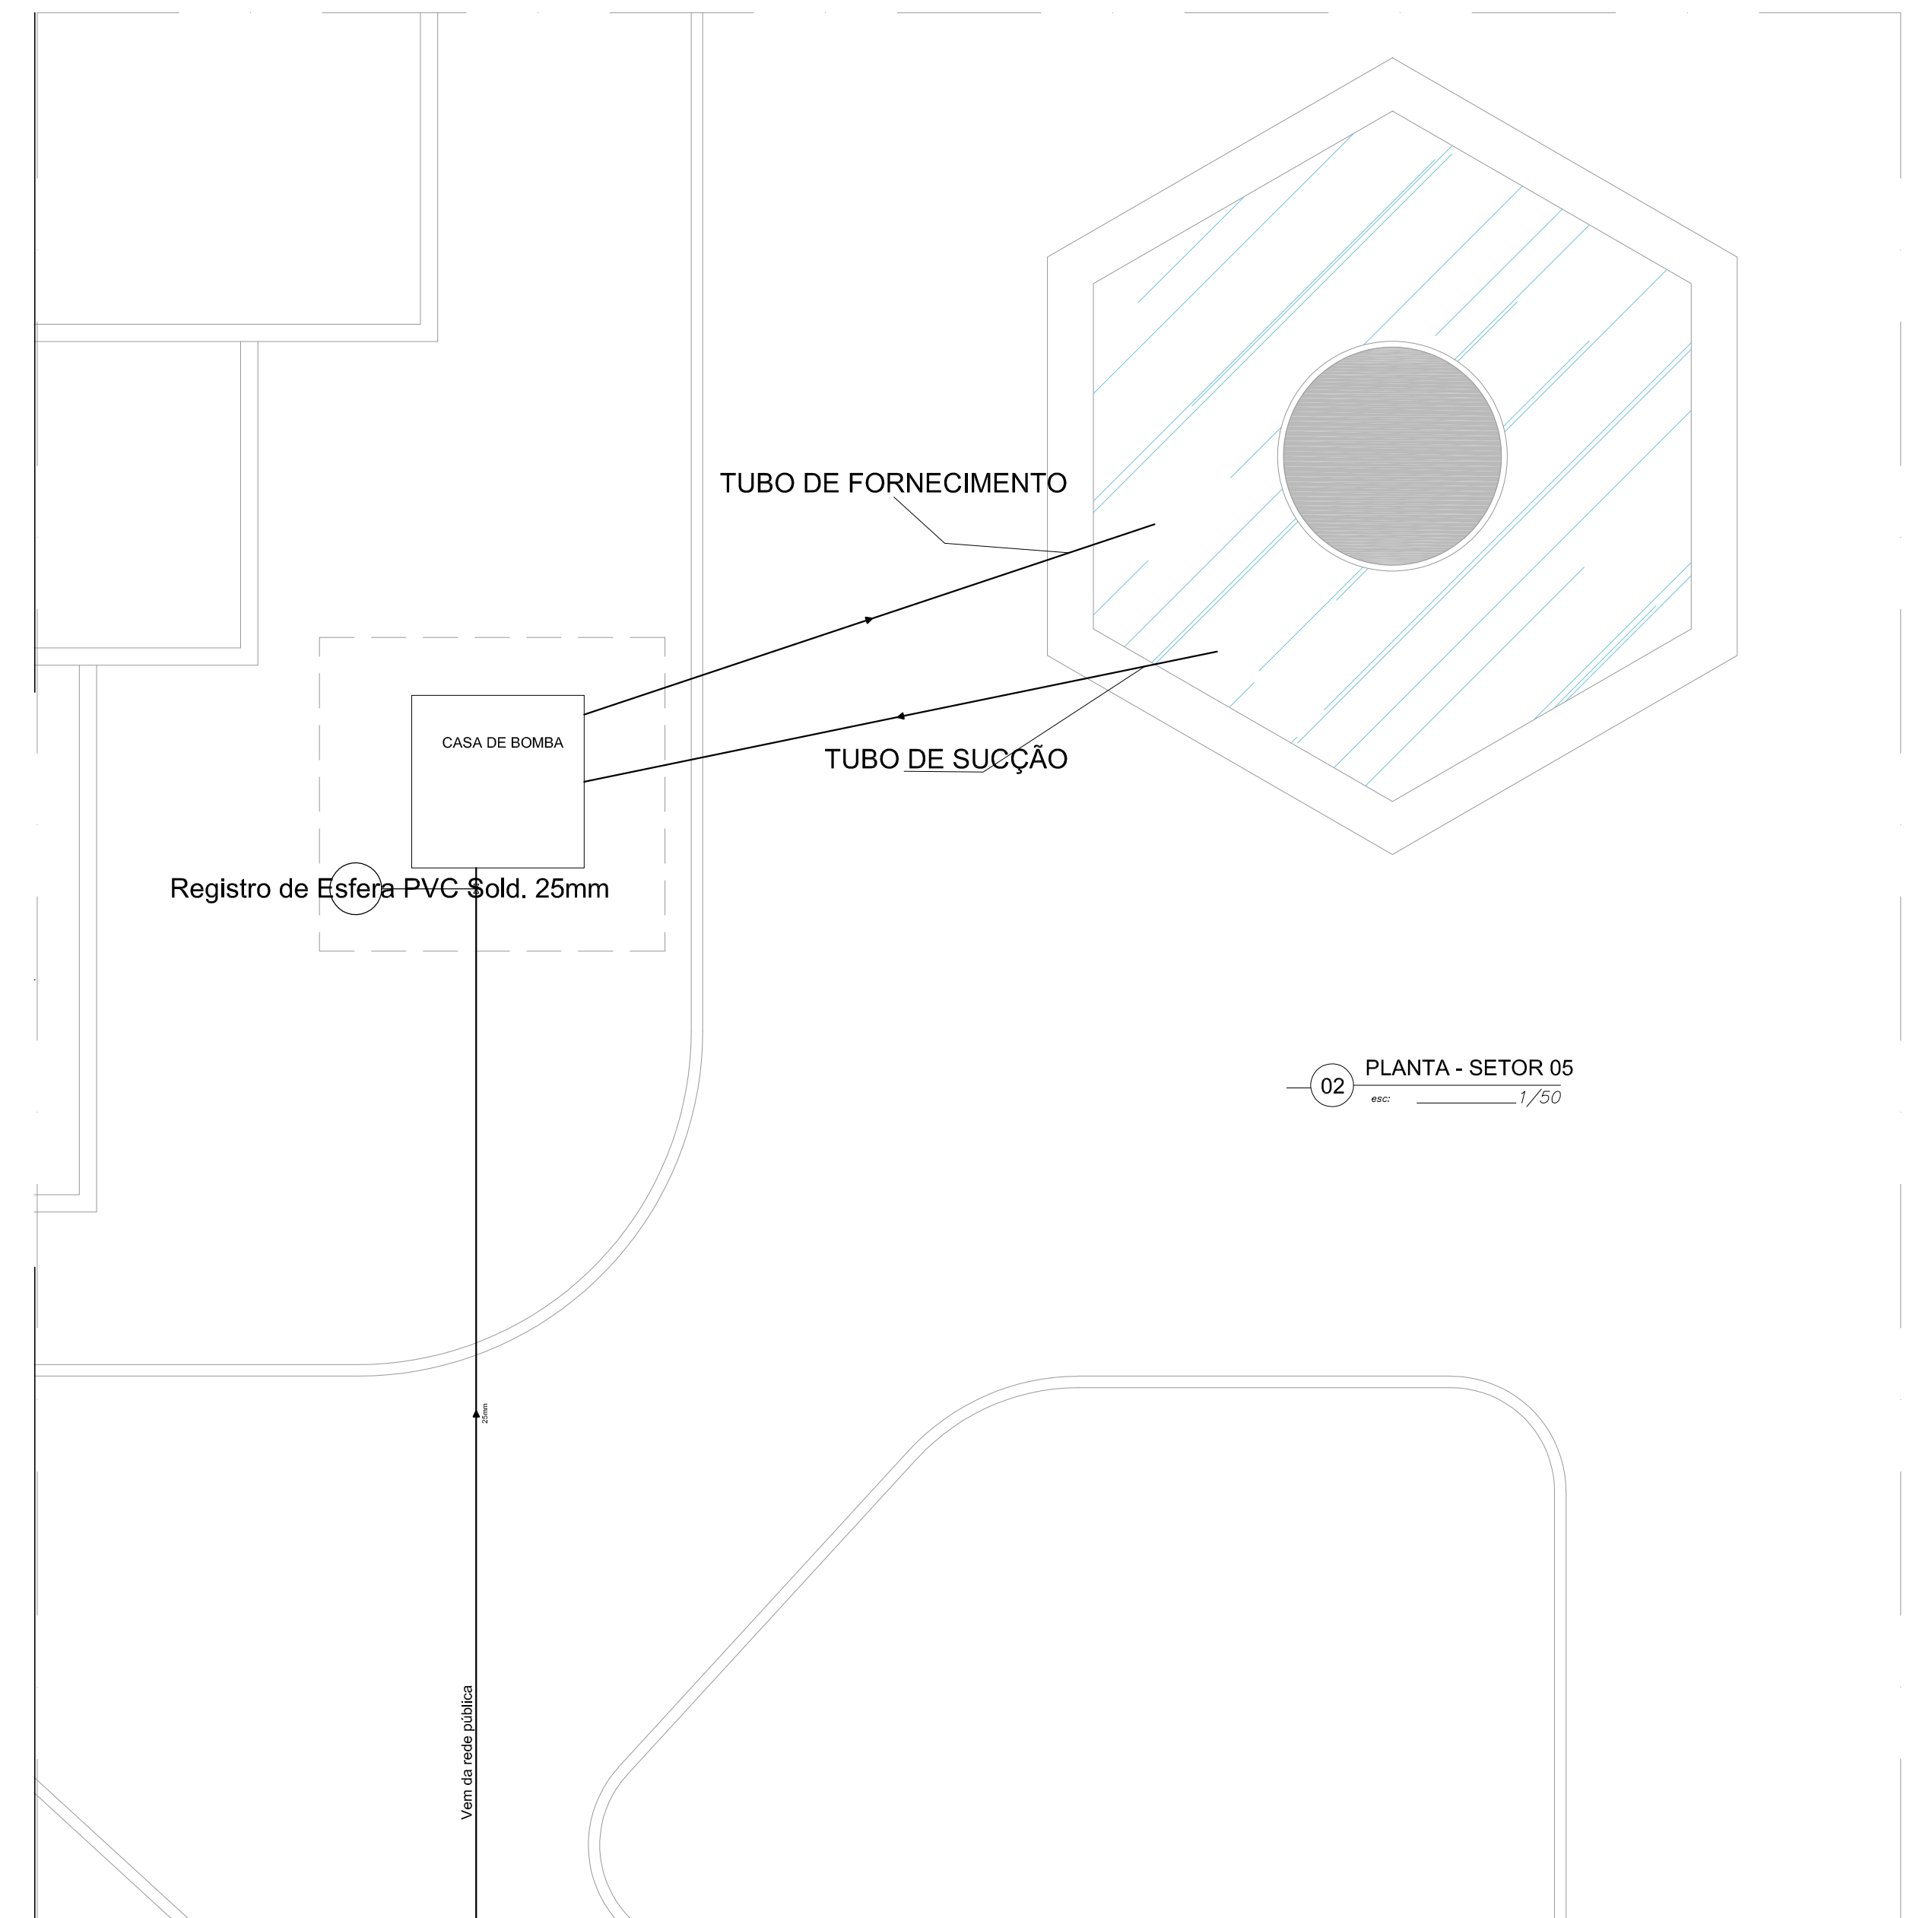 TUBO DE FORNECIMENTO
CASA DE BOMBA
TUBO DE SUCÇÃO
Registro de Esfera PVC Sold. 25mm
02
PLANTA - SETOR 05
esc: 1/50
25mm
Vem da rede pública